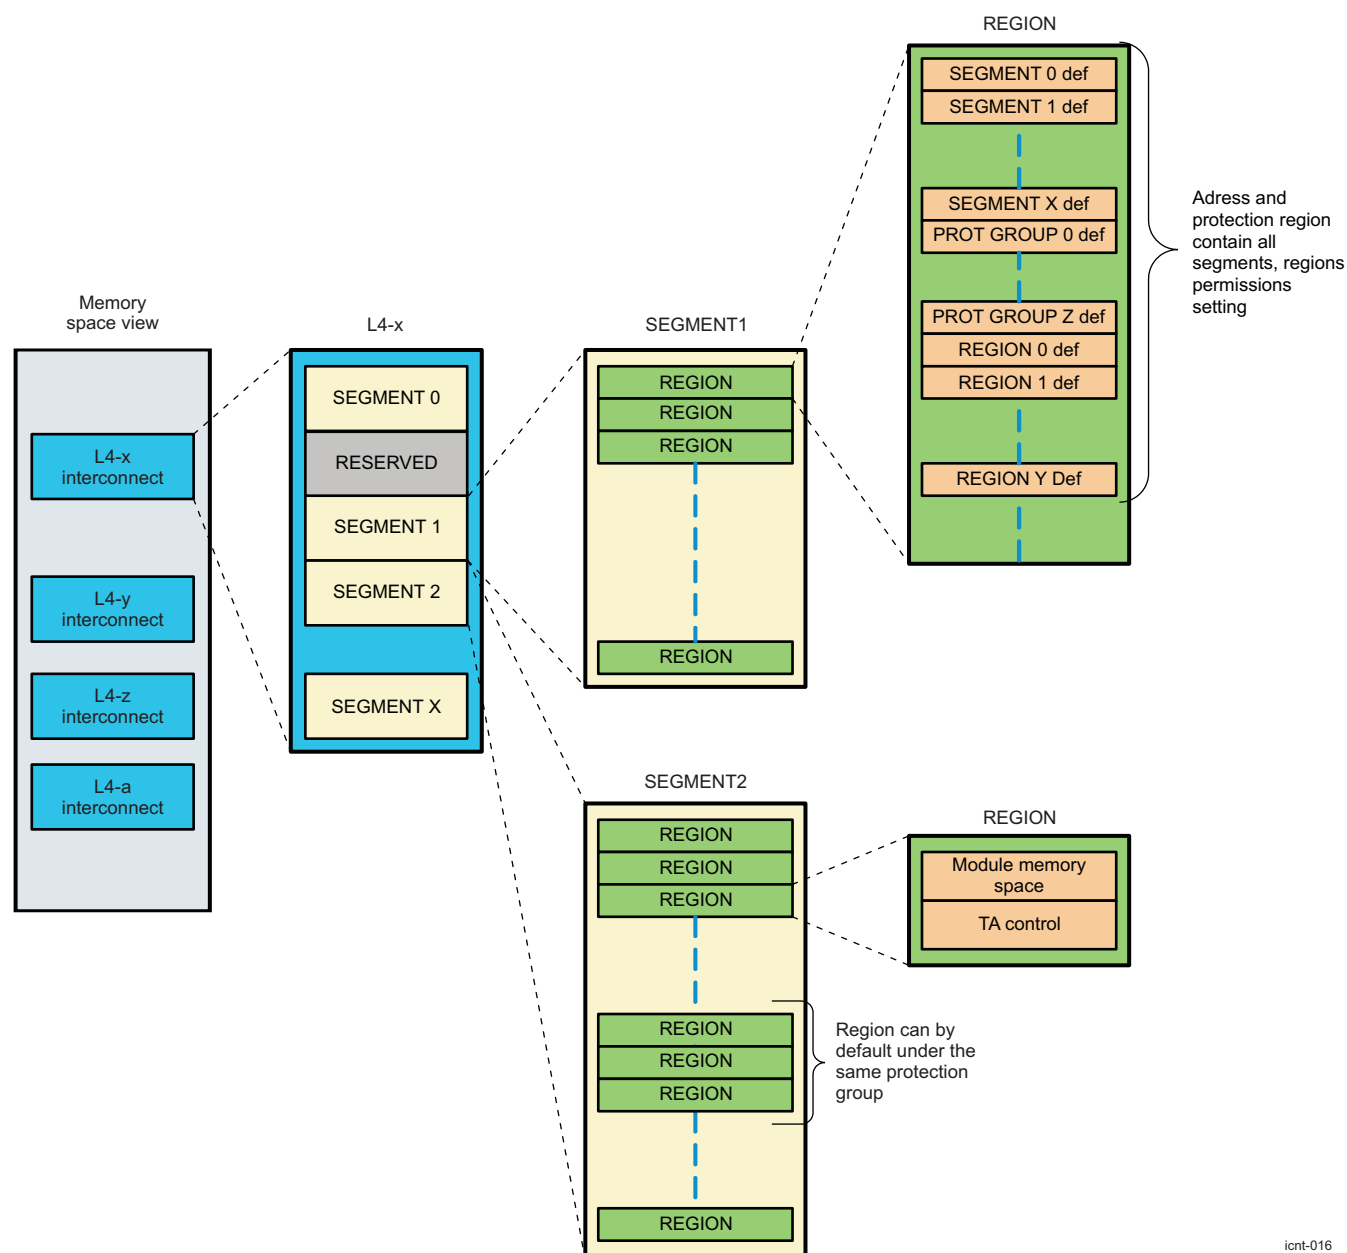 REGION
SEGMENT 0 def
SEGMENT 1 def
SEGMENT X def
PROT GROUP 0 def
PROT GROUP Z def
REGION 0 def
REGION 1 def
REGION Y Def
Adress and
protection region
contain all
segments, regions
permissions
setting
Memory
space view
L4-x
interconnect
L4-y
interconnect
L4-z
interconnect
L4-a
interconnect
L4-x
SEGMENT 0
RESERVED
SEGMENT 1
SEGMENT 2
SEGMENT X
SEGMENT1
REGION
REGION
REGION
REGION
SEGMENT2
REGION
REGION
REGION
REGION
REGION
REGION
REGION
Region can by
default under the
same protection
group
REGION
Module memory
space
TA control
icnt-016